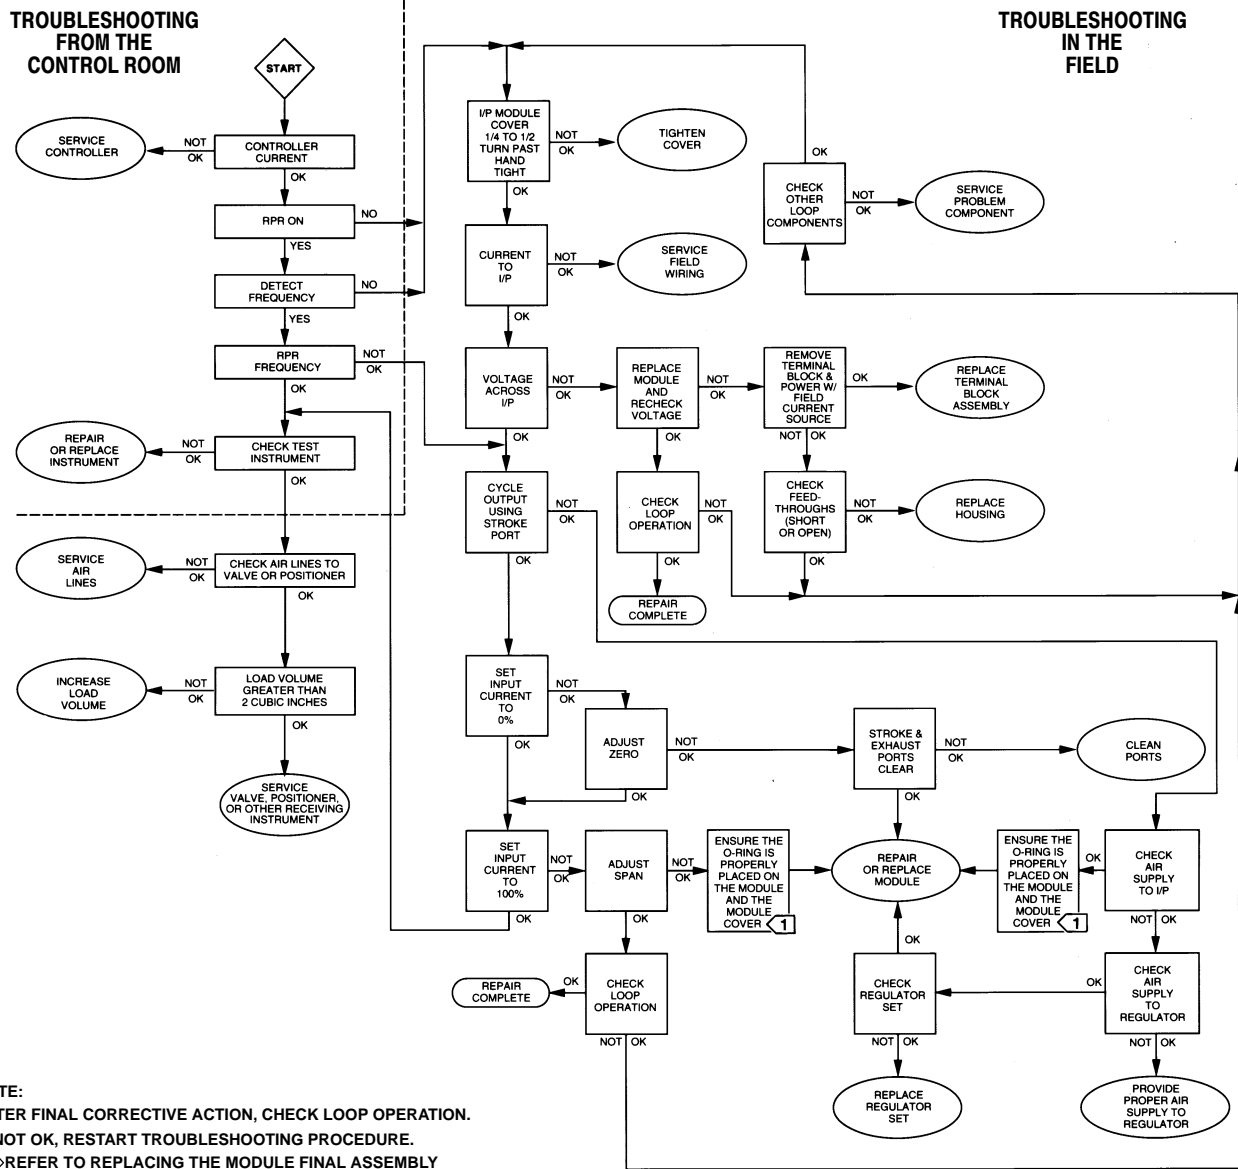 TROUBLESHOOTING
FROM THE
CONTROL ROOM
TROUBLESHOOTING
IN THE
FIELD
START
CONTROLLER
CURRENT
NOT
OK
SERVICE
CONTROLLER
OK
RPR ON
NO
YES
DETECT
FREQUENCY
NO
YES
RPR
FREQUENCY
NOT
OK
OK
CHECK TEST
INSTRUMENT
NOT
OK
REPAIR
OR REPLACE
INSTRUMENT
OK
CHECK AIR LINES TO
VALVE OR POSITIONER
NOT
OK
SERVICE
AIR
LINES
OK
LOAD VOLUME
GREATER THAN
2 CUBIC INCHES
NOT
OK
INCREASE
LOAD
VOLUME
OK
SERVICE
VALVE, POSITIONER,
OR OTHER RECEIVING
INSTRUMENT
I/P MODULE
COVER
1/4 TO 1/2
TURN PAST
HAND
TIGHT
NOT
OK
TIGHTEN
COVER
OK
CURRENT
TO
I/P
NOT
OK
SERVICE
FIELD
WIRING
OK
VOLTAGE
ACROSS
I/P
NOT
OK
REPLACE
MODULE
AND
RECHECK
VOLTAGE
NOT
OK
REMOVE
TERMINAL
BLOCK &
POWER W/
FIELD
CURRENT
SOURCE
OK
REPLACE
TERMINAL
BLOCK
ASSEMBLY
OK
OK
NOT OK
CHECK
OTHER
LOOP
COMPONENTS
OK
NOT
OK
SERVICE
PROBLEM
COMPONENT
CYCLE
OUTPUT
USING
STROKE
PORT
NOT
OK
OK
CHECK
LOOP
OPERATION
NOT
OK
OK
REPAIR
COMPLETE
CHECK
FEED-
THROUGHS
(SHORT
OR OPEN)
NOT
OK
REPLACE
HOUSING
OK
SET
INPUT
CURRENT
TO
0%
NOT
OK
OK
ADJUST
ZERO
NOT
OK
OK
STROKE &
EXHAUST
PORTS
CLEAR
NOT
OK
CLEAN
PORTS
OK
SET
INPUT
CURRENT
TO
100%
NOT
OK
OK
ADJUST
SPAN
NOT
OK
OK
ENSURE THE
O-RING IS
PROPERLY
PLACED ON
THE MODULE
AND THE
MODULE
COVER 1
REPAIR
OR REPLACE
MODULE
ENSURE THE
O-RING IS
PROPERLY
PLACED ON
THE MODULE
AND THE
MODULE
COVER 1
OK
CHECK
AIR
SUPPLY
TO I/P
NOT OK
REPAIR
COMPLETE
OK
CHECK
LOOP
OPERATION
NOT OK
OK
CHECK
REGULATOR
SET
NOT OK
REPLACE
REGULATOR
SET
OK
CHECK
AIR
SUPPLY
TO
REGULATOR
NOT OK
PROVIDE
PROPER AIR
SUPPLY TO
REGULATOR
TE:
TER FINAL CORRECTIVE ACTION, CHECK LOOP OPERATION.
NOT OK, RESTART TROUBLESHOOTING PROCEDURE.
REFER TO REPLACING THE MODULE FINAL ASSEMBLY